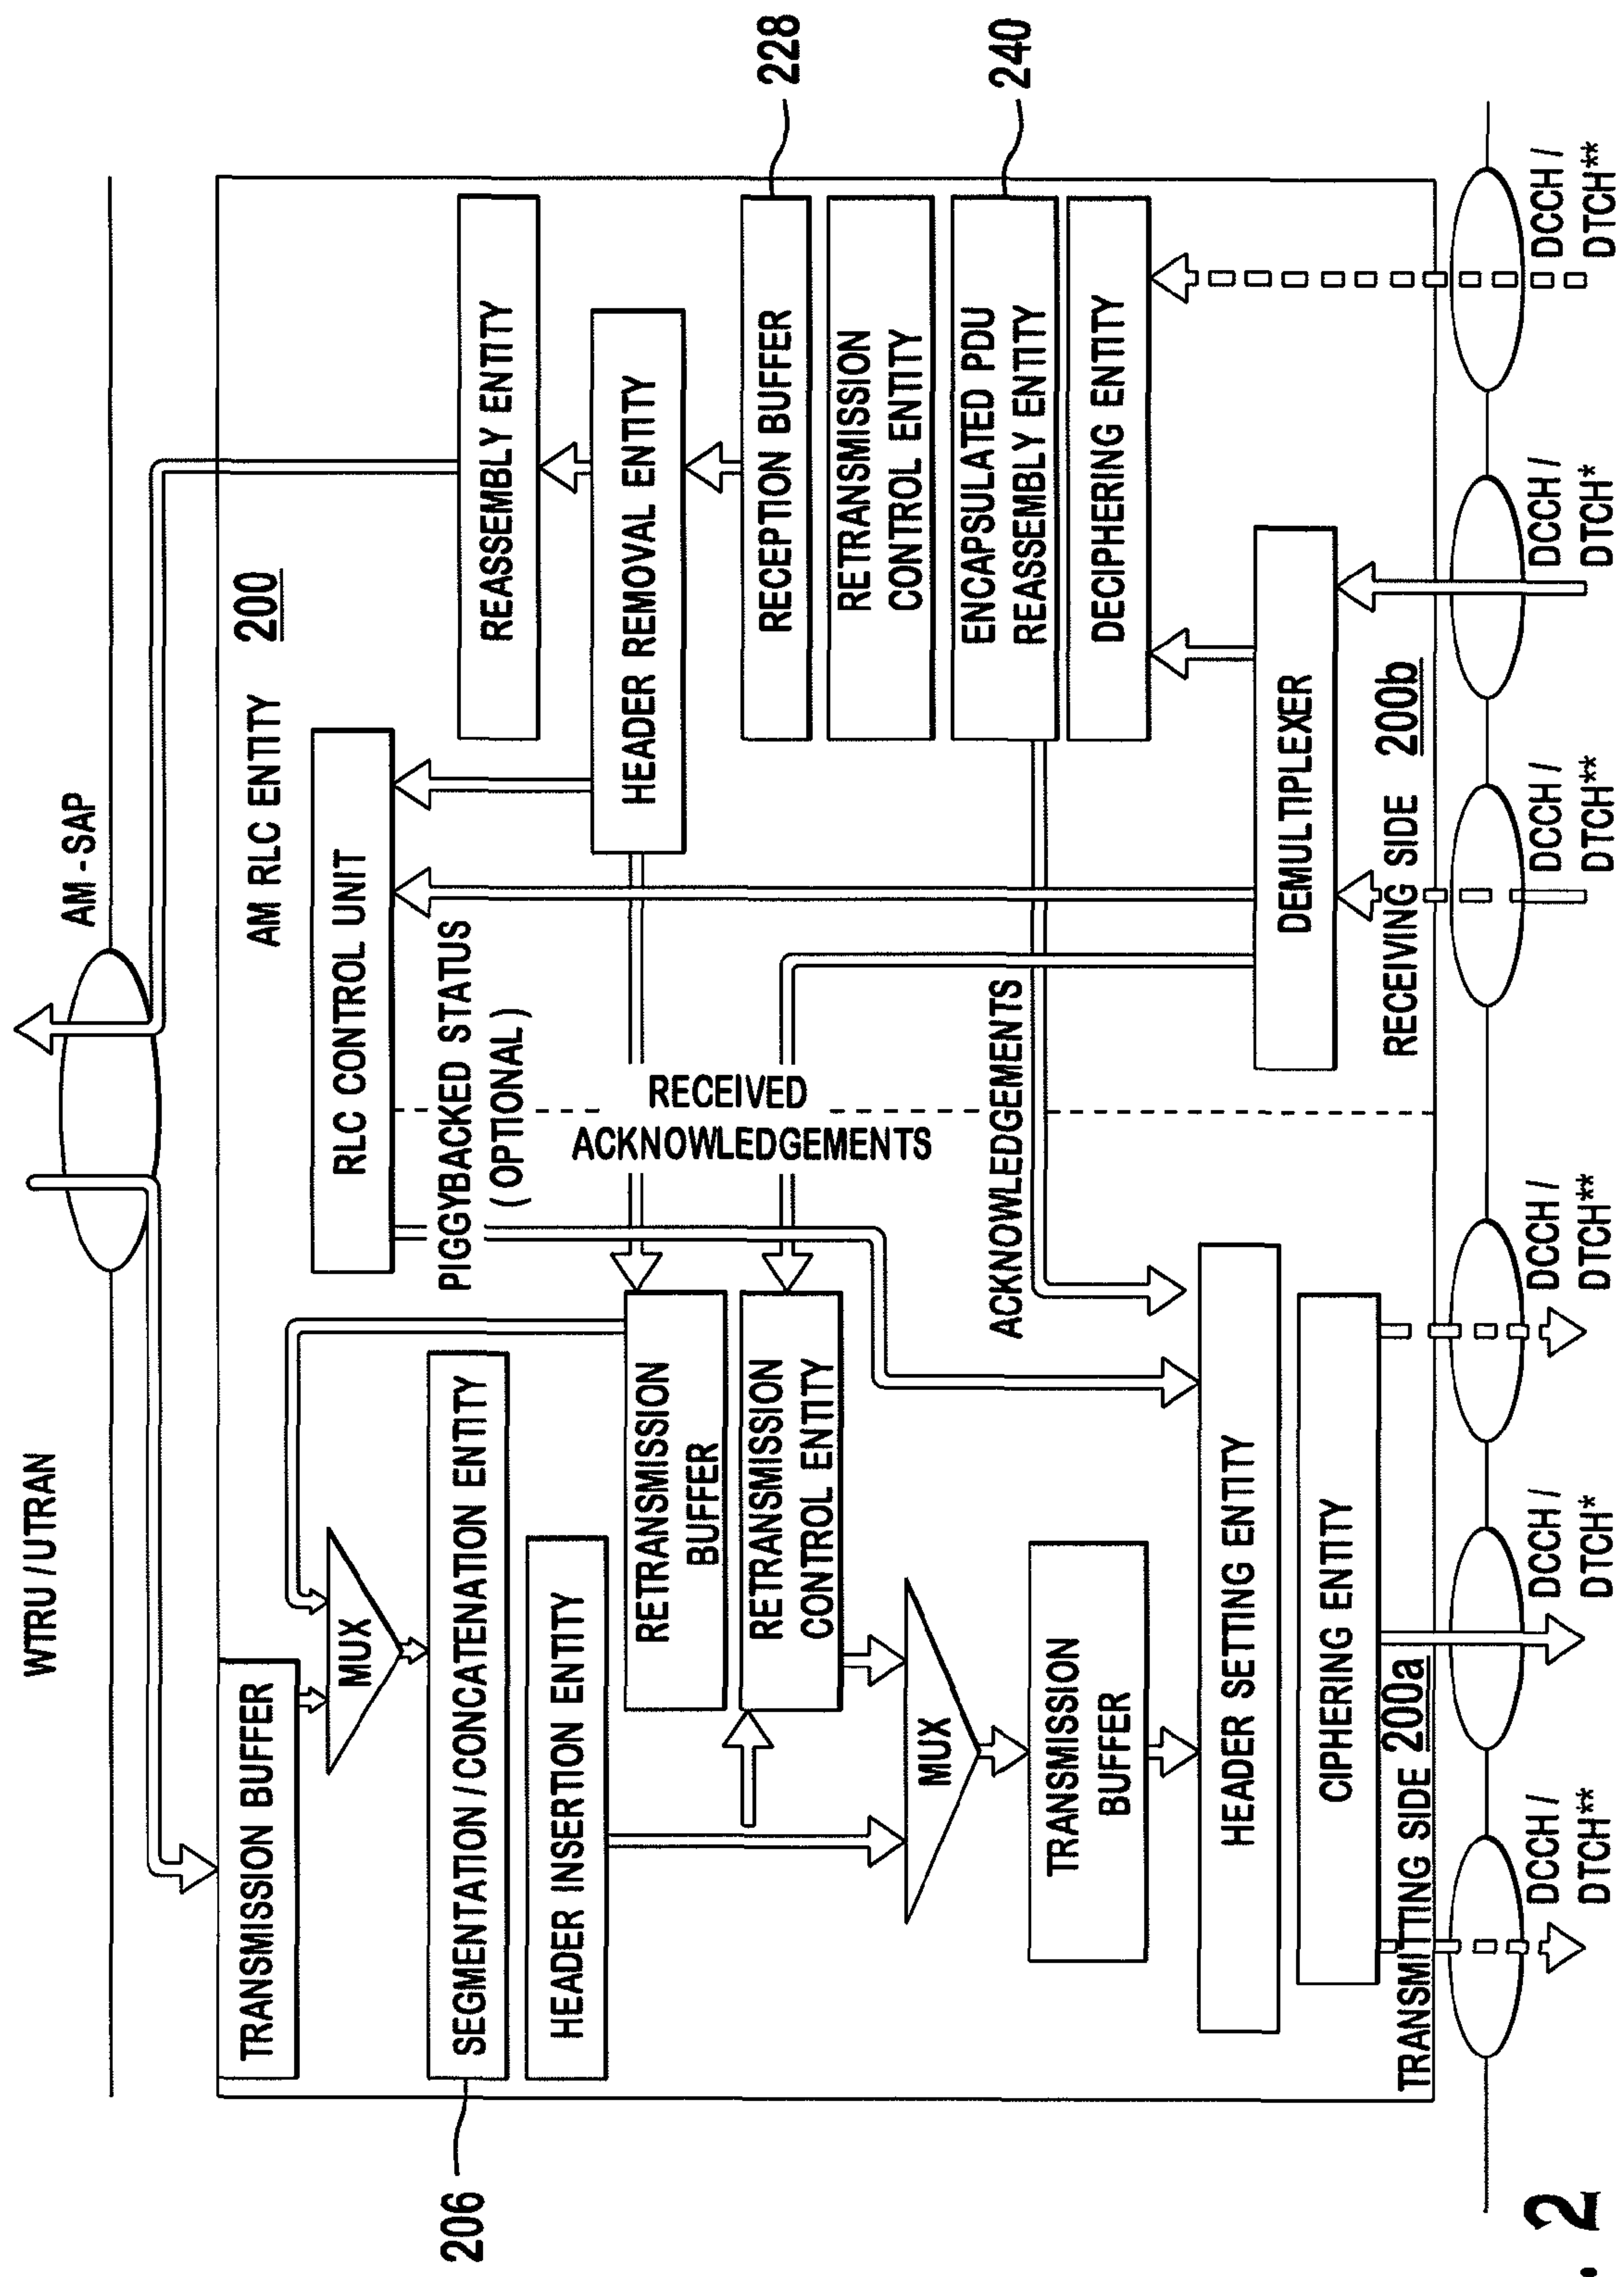 WTRU / UTRAN
AM - SAP
AM RLC ENTITY 200
TRANSMISSION BUFFER
RLC CONTROL UNIT
MUX
PIGGYBACKED STATUS
(OPTIONAL)
206
SEGMENTATION / CONCATENATION ENTITY
REASSEMBLY ENTITY
HEADER INSERTION ENTITY
HEADER REMOVAL ENTITY
RETRANSMISSION
BUFFER
RECEIVED
ACKNOWLEDGEMENTS
RETRANSMISSION
CONTROL ENTITY
RECEPTION BUFFER
228
RETRANSMISSION
CONTROL ENTITY
MUX
ENCAPSULATED PDU
REASSEMBLY ENTITY
240
ACKNOWLEDGEMENTS
TRANSMISSION
BUFFER
DECIPHERING ENTITY
HEADER SETTING ENTITY
DEMULTIPLEXER
CIPHERING ENTITY
TRANSMITTING SIDE 200a
RECEIVING SIDE 200b
DCCH /
DTCH**
DCCH /
DTCH*
DCCH /
DTCH**
DCCH /
DTCH**
DCCH /
DTCH*
DCCH /
DTCH**
. 2